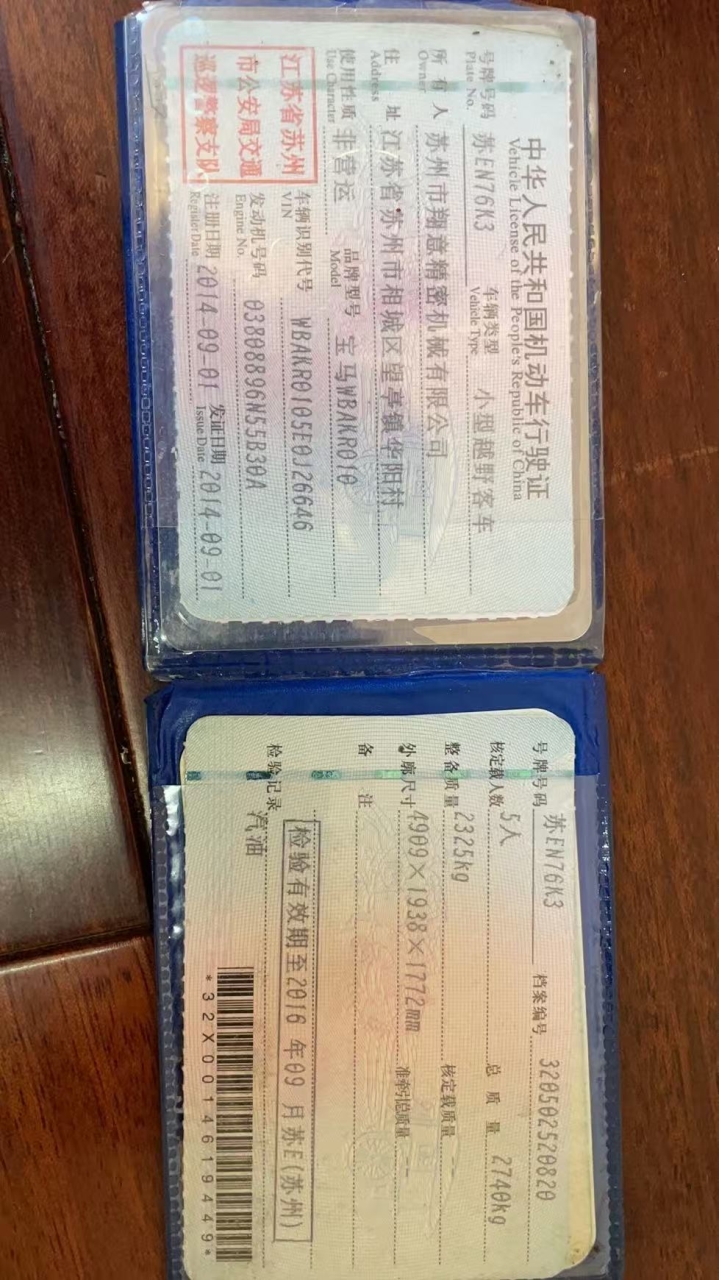 中华人民共和国机动车行驶证
Vehicle License of the People's Republic of China
号牌号码 苏EN76K3 车辆类型 小型越野客车
Plate No. Vehicle Type
所有人 苏州市翔意精密机械有限公司
Owner
住址 江苏省苏州市相城区望亭镇华阳村
Address
使用性质 非营运 品牌型号 宝马WBAKR010
Use Character Model
江苏省苏州
市公安局交通
巡逻警察支队
车辆识别代号 WBAKR0105E0J26646
VIN
发动机号码 03808896N55B30A
Engine No.
注册日期 2014-09-01 发证日期 2014-09-01
Register Date Issue Date
号牌号码 苏EN76K3 档案编号 320502520820
核定载人数 5人 总质量 2740kg
整备质量 2325kg 核定载质量 --
外廓尺寸 4909×1938×1772mm 准牵引总质量 --
备注
检验有效期至2016年09月苏E(苏州)
检验记录 汽油
*32X0014619449*